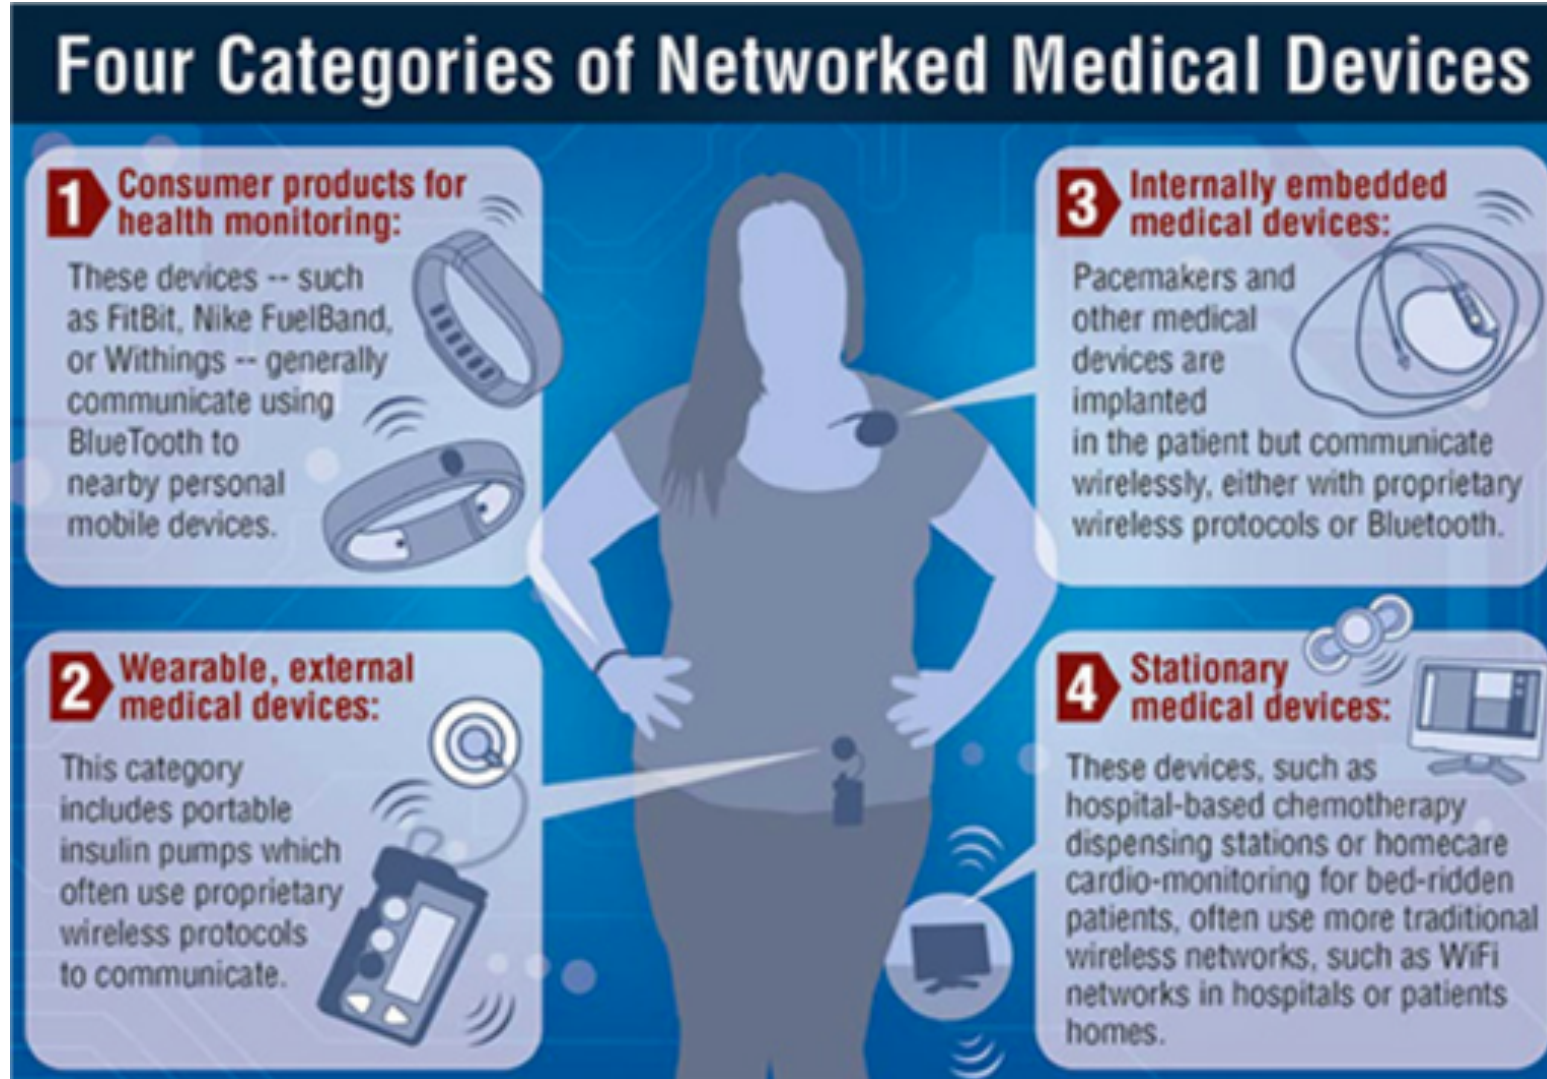 Four Categories of Networked Medical Devices
1 Consumer products for
health monitoring:
These devices -- such
as FitBit, Nike FuelBand,
or Withings -- generally
communicate using
BlueTooth to
nearby personal
mobile devices.
2 Wearable, external
medical devices:
This category
includes portable
insulin pumps which
often use proprietary
wireless protocols
to communicate.
3 Internally embedded
medical devices:
Pacemakers and
other medical
devices are
implanted
in the patient but communicate
wirelessly, either with proprietary
wireless protocols or Bluetooth.
4 Stationary
medical devices:
These devices, such as
hospital-based chemotherapy
dispensing stations or homecare
cardio-monitoring for bed-ridden
patients, often use more traditional
wireless networks, such as WiFi
networks in hospitals or patients
homes.